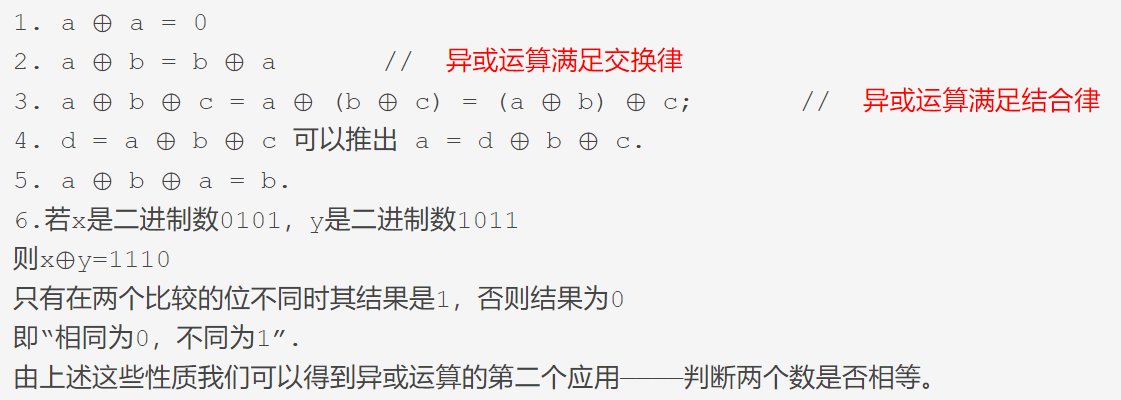 1. a ⊕ a = 0
2. a ⊕ b = b ⊕ a // 异或运算满足交换律
3. a ⊕ b ⊕ c = a ⊕ (b ⊕ c) = (a ⊕ b) ⊕ c; // 异或运算满足结合律
4. d = a ⊕ b ⊕ c 可以推出 a = d ⊕ b ⊕ c.
5. a ⊕ b ⊕ a = b.
6.若x是二进制数0101, y是二进制数1011
则x⊕y=1110
只有在两个比较的位不同时其结果是1, 否则结果为0
即“相同为0, 不同为1”.
由上述这些性质我们可以得到异或运算的第二个应用————判断两个数是否相等。